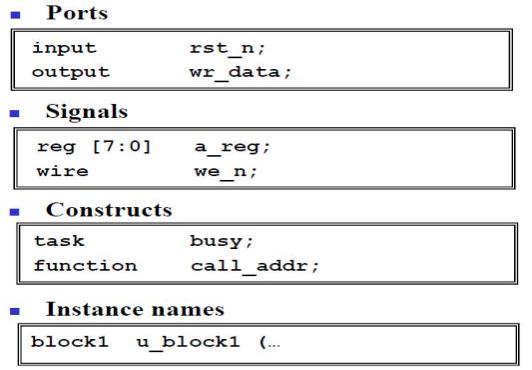 Ports
input rst_n;
output wr_data;
Signals
reg [7:0] a_reg;
wire we_n;
Constructs
task busy;
function call_addr;
Instance names
block1 u_block1 (…